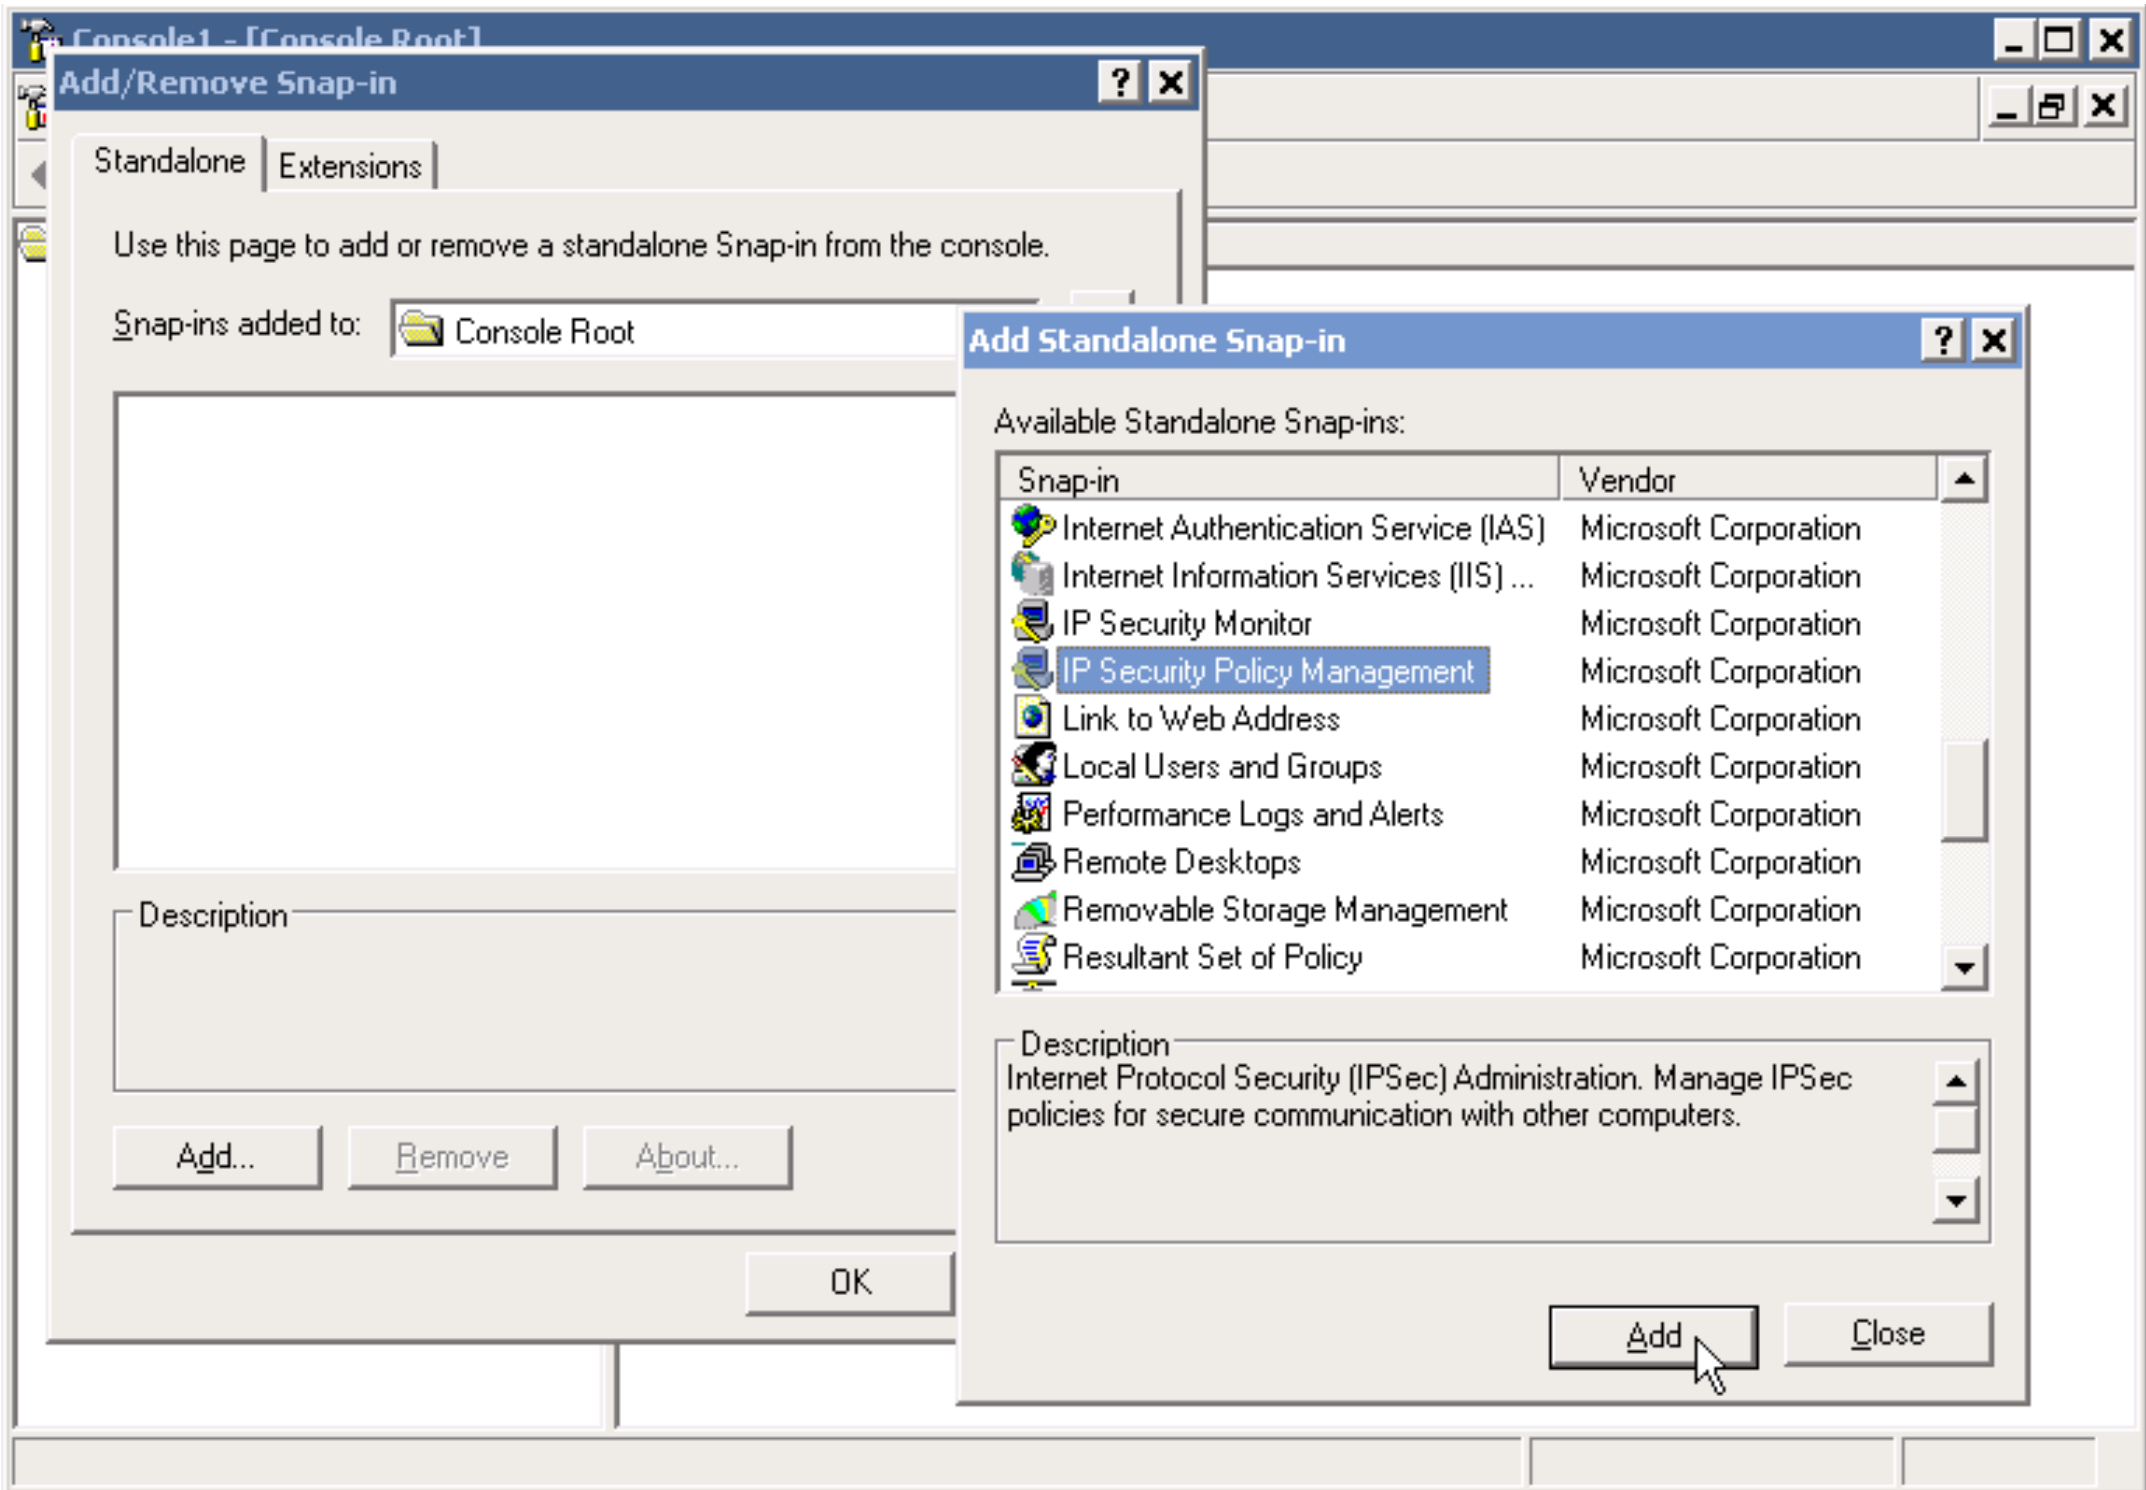 Console1 - [Console Root]
Add/Remove Snap-in
Standalone
Extensions
Use this page to add or remove a standalone Snap-in from the console.
Snap-ins added to:
Console Root
Description
Add...
Remove
About...
OK
Add Standalone Snap-in
Available Standalone Snap-ins:
Snap-in Vendor
Internet Authentication Service (IAS) Microsoft Corporation
Internet Information Services (IIS) ... Microsoft Corporation
IP Security Monitor Microsoft Corporation
IP Security Policy Management Microsoft Corporation
Link to Web Address Microsoft Corporation
Local Users and Groups Microsoft Corporation
Performance Logs and Alerts Microsoft Corporation
Remote Desktops Microsoft Corporation
Removable Storage Management Microsoft Corporation
Resultant Set of Policy Microsoft Corporation
Description
Internet Protocol Security (IPSec) Administration. Manage IPSec
policies for secure communication with other computers.
Add
Close